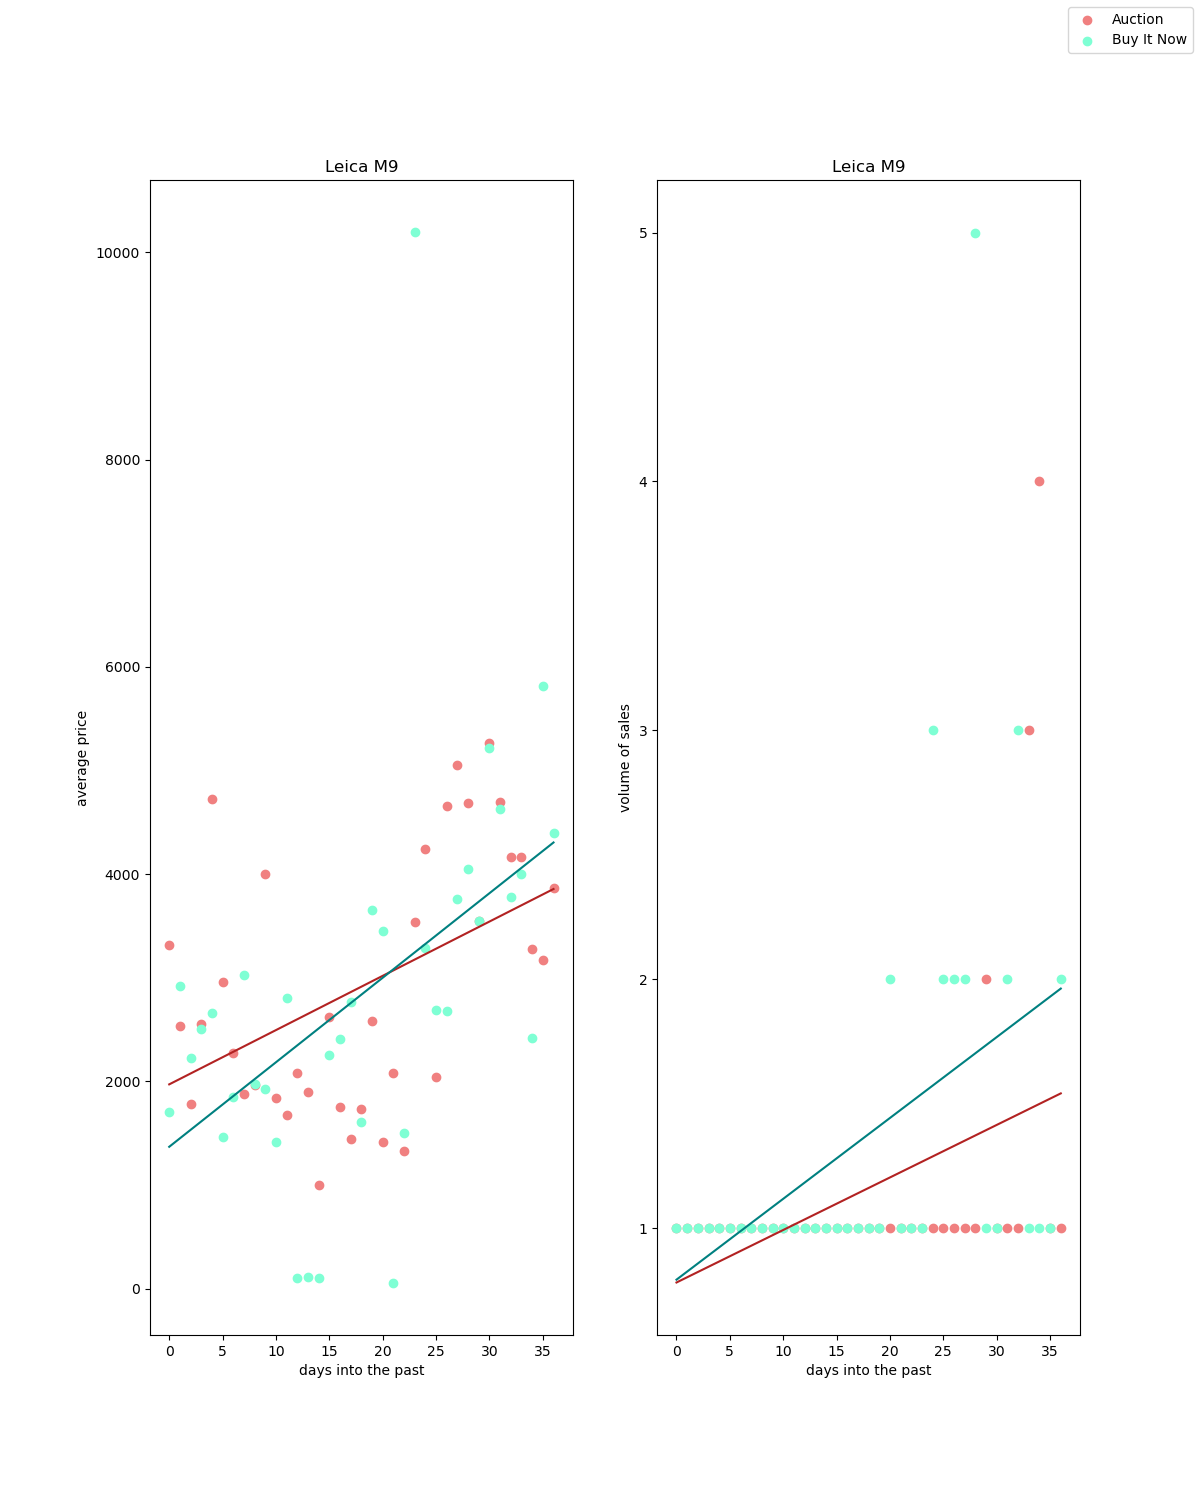 Auction
Buy It Now
Leica M9
10000
8000
6000
4000
2000
0
average price
0 5 10 15 20 25 30 35
days into the past
Leica M9
5
4
3
2
1
volume of sales
0 5 10 15 20 25 30 35
days into the past